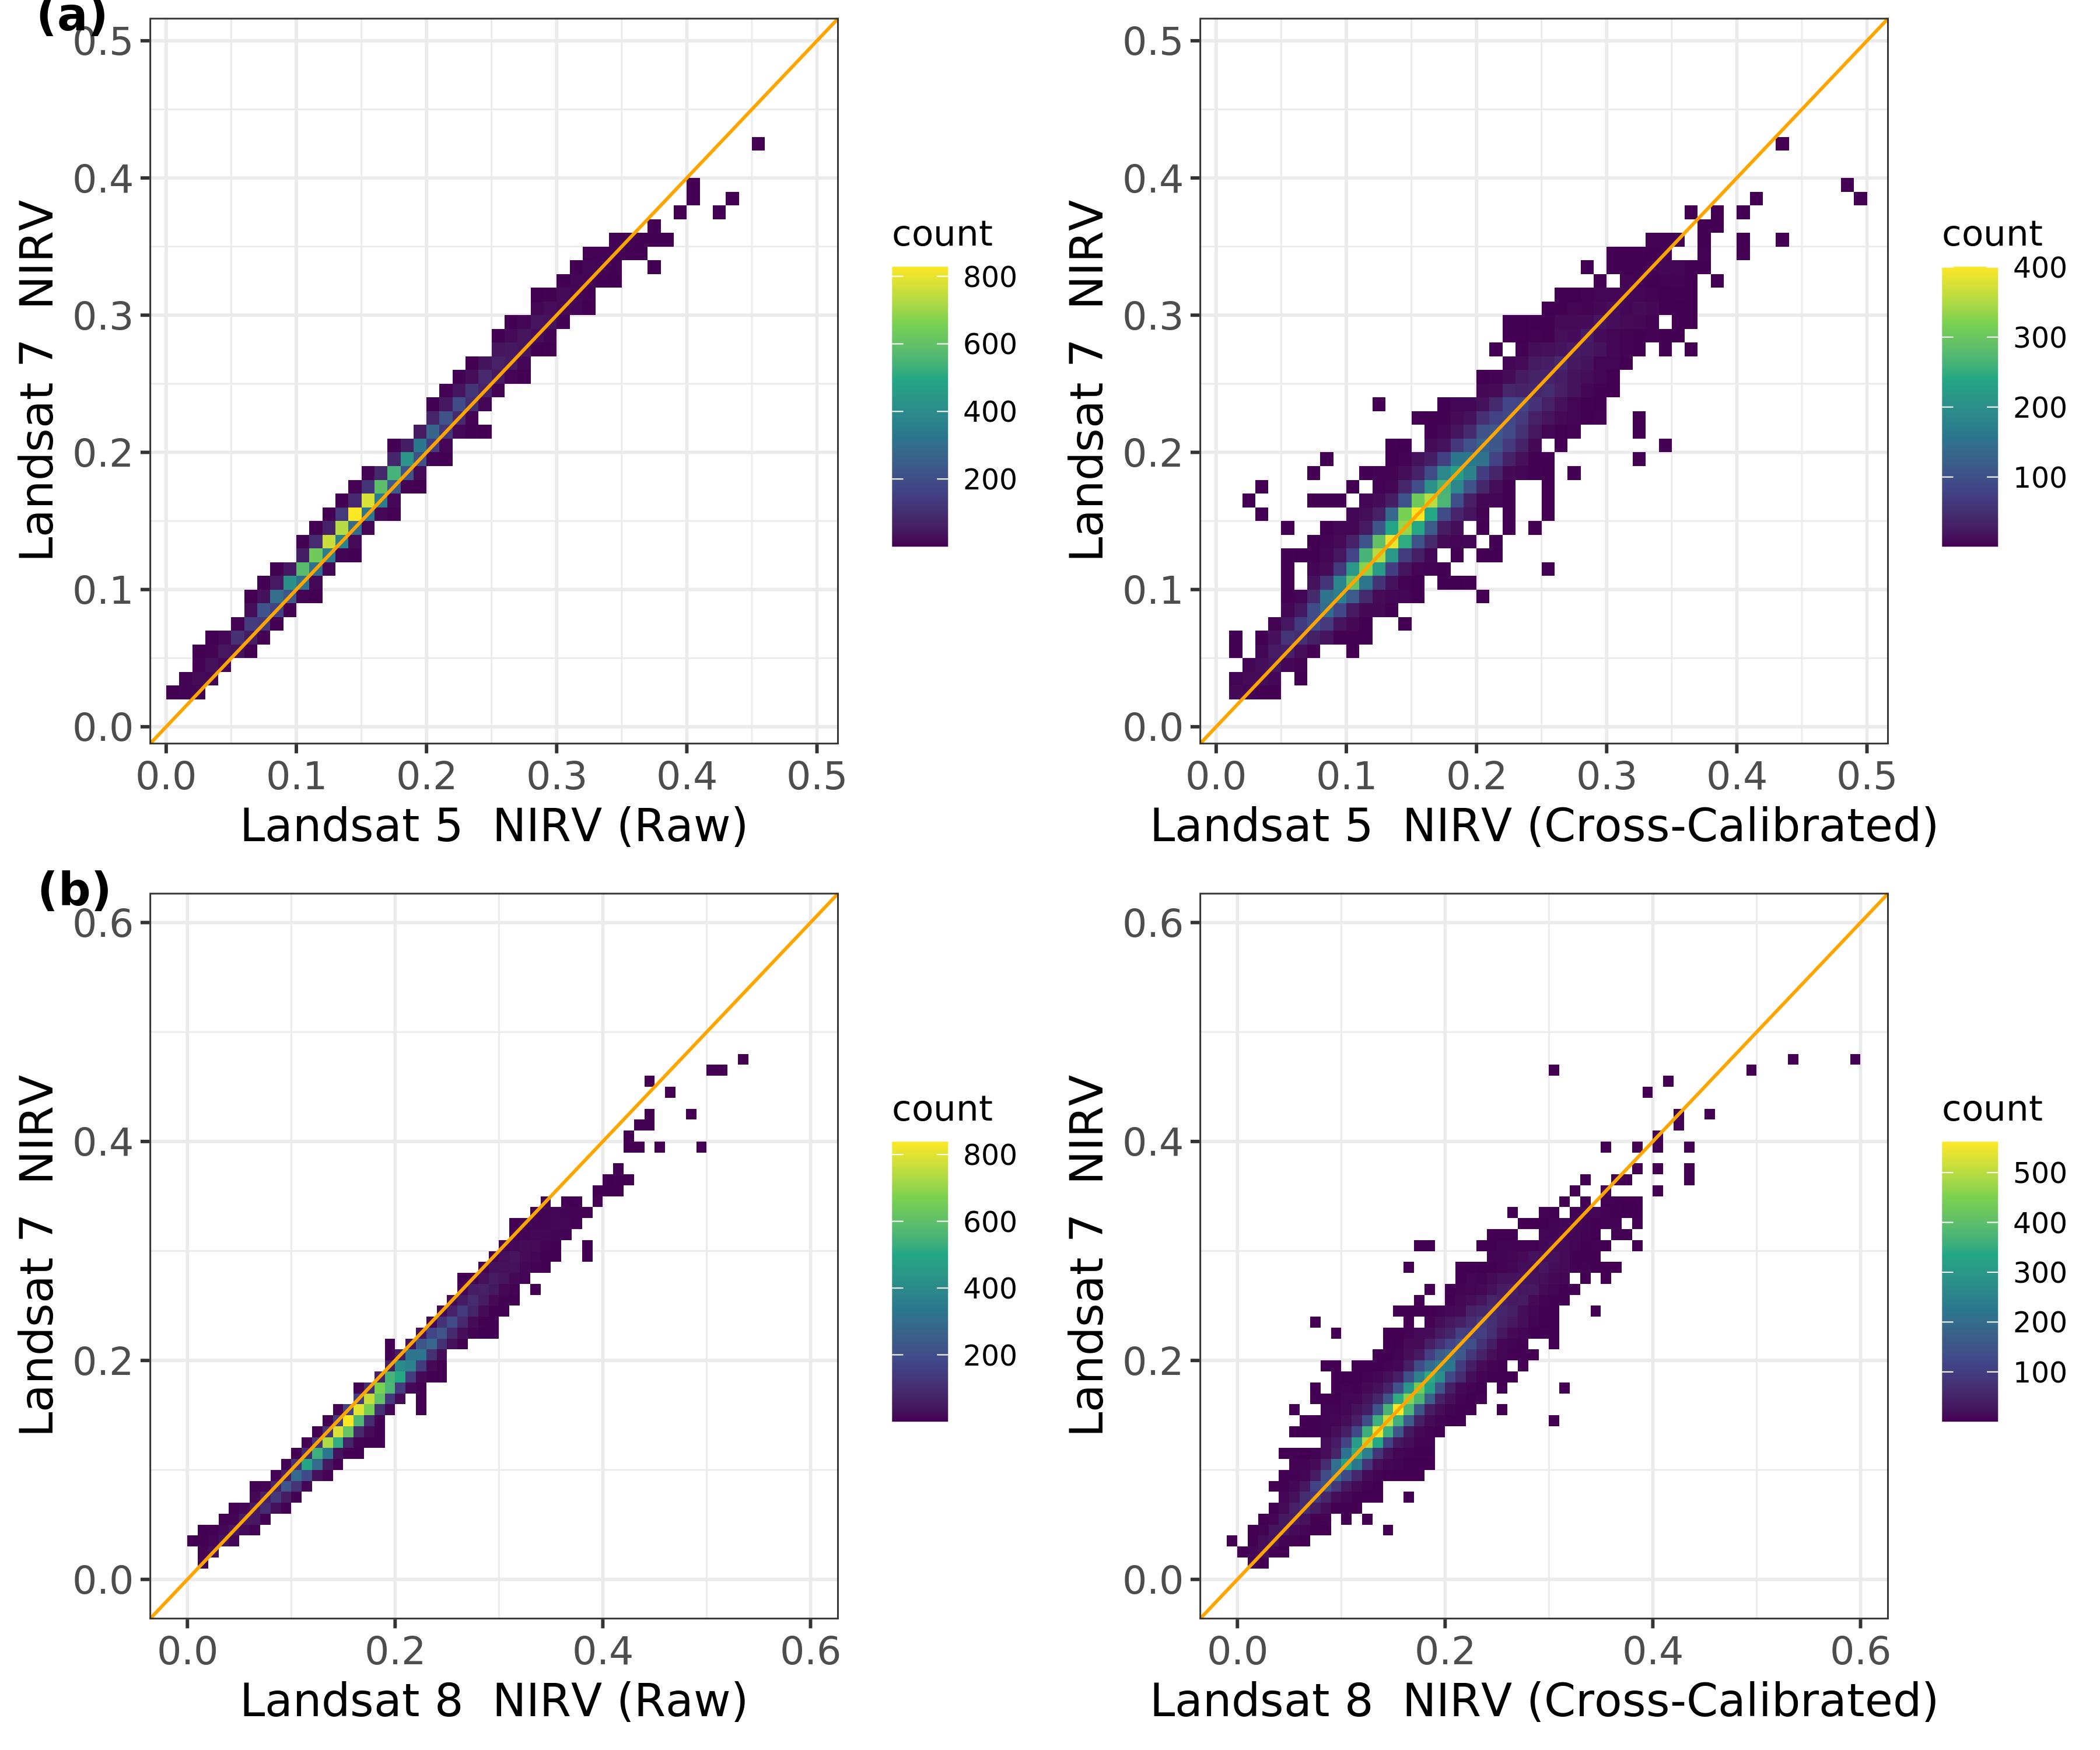 (a)
0.5
0.4
0.3
0.2
0.1
0.0
Landsat 7 NIRV
0.0 0.1 0.2 0.3 0.4 0.5
Landsat 5 NIRV (Raw)
count
800
600
400
200
0.5
0.4
0.3
0.2
0.1
0.0
Landsat 7 NIRV
0.0 0.1 0.2 0.3 0.4 0.5
Landsat 5 NIRV (Cross-Calibrated)
count
400
300
200
100
(b)
0.6
0.4
0.2
0.0
Landsat 7 NIRV
0.0 0.2 0.4 0.6
Landsat 8 NIRV (Raw)
count
800
600
400
200
0.6
0.4
0.2
0.0
Landsat 7 NIRV
0.0 0.2 0.4 0.6
Landsat 8 NIRV (Cross-Calibrated)
count
500
400
300
200
100